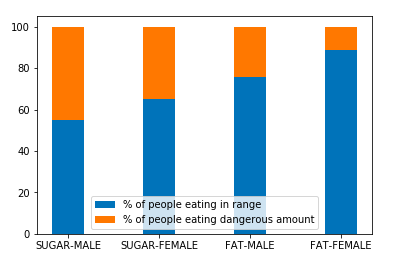 100
80
60
40
20
0
% of people eating in range
% of people eating dangerous amount
SUGAR-MALE SUGAR-FEMALE FAT-MALE FAT-FEMALE